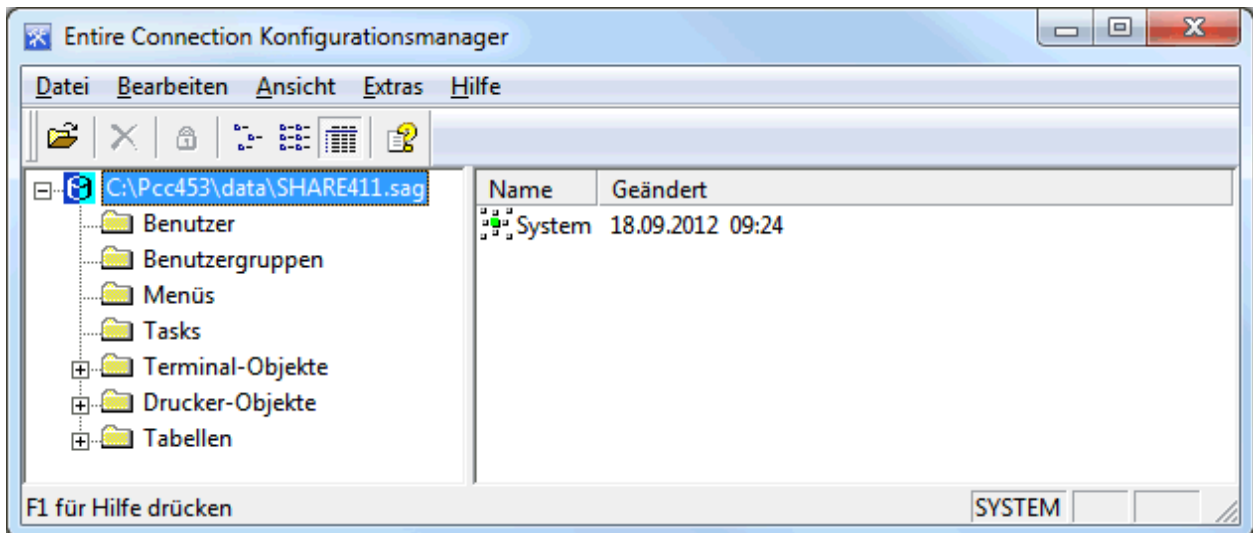 Entire Connection Konfigurationsmanager
Datei Bearbeiten Ansicht Extras Hilfe
C:\Pcc453\data\SHARE411.sag
Benutzer
Benutzergruppen
Menüs
Tasks
Terminal-Objekte
Drucker-Objekte
Tabellen
Name Geändert
System 18.09.2012 09:24
F1 für Hilfe drücken SYSTEM